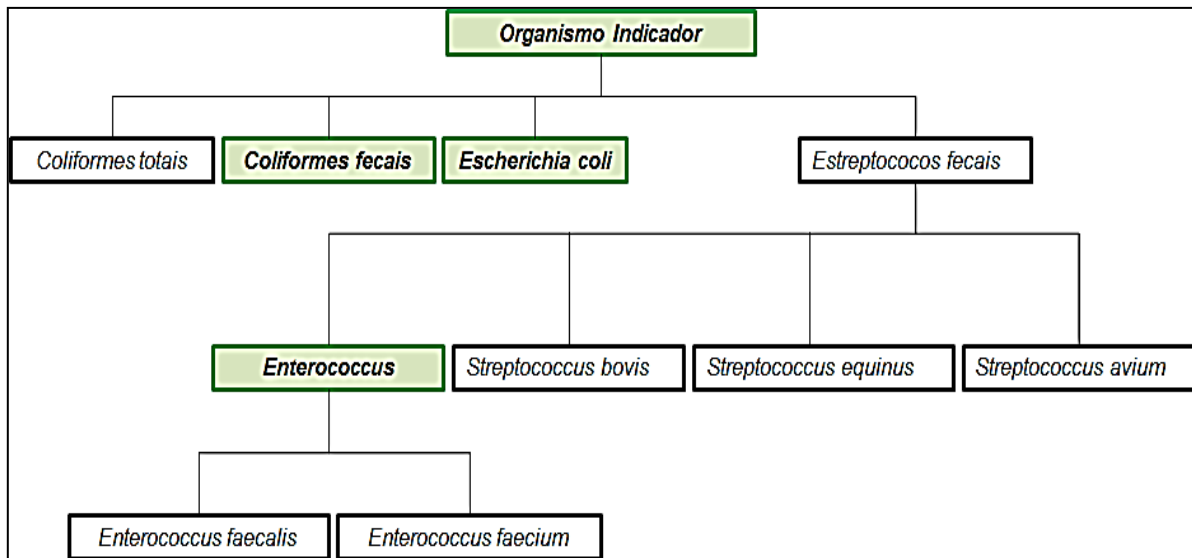 Organismo Indicador
Coliformes totais
Coliformes fecais
Escherichia coli
Estreptococos fecais
Enterococcus
Streptococcus bovis
Streptococcus equinus
Streptococcus avium
Enterococcus faecalis
Enterococcus faecium